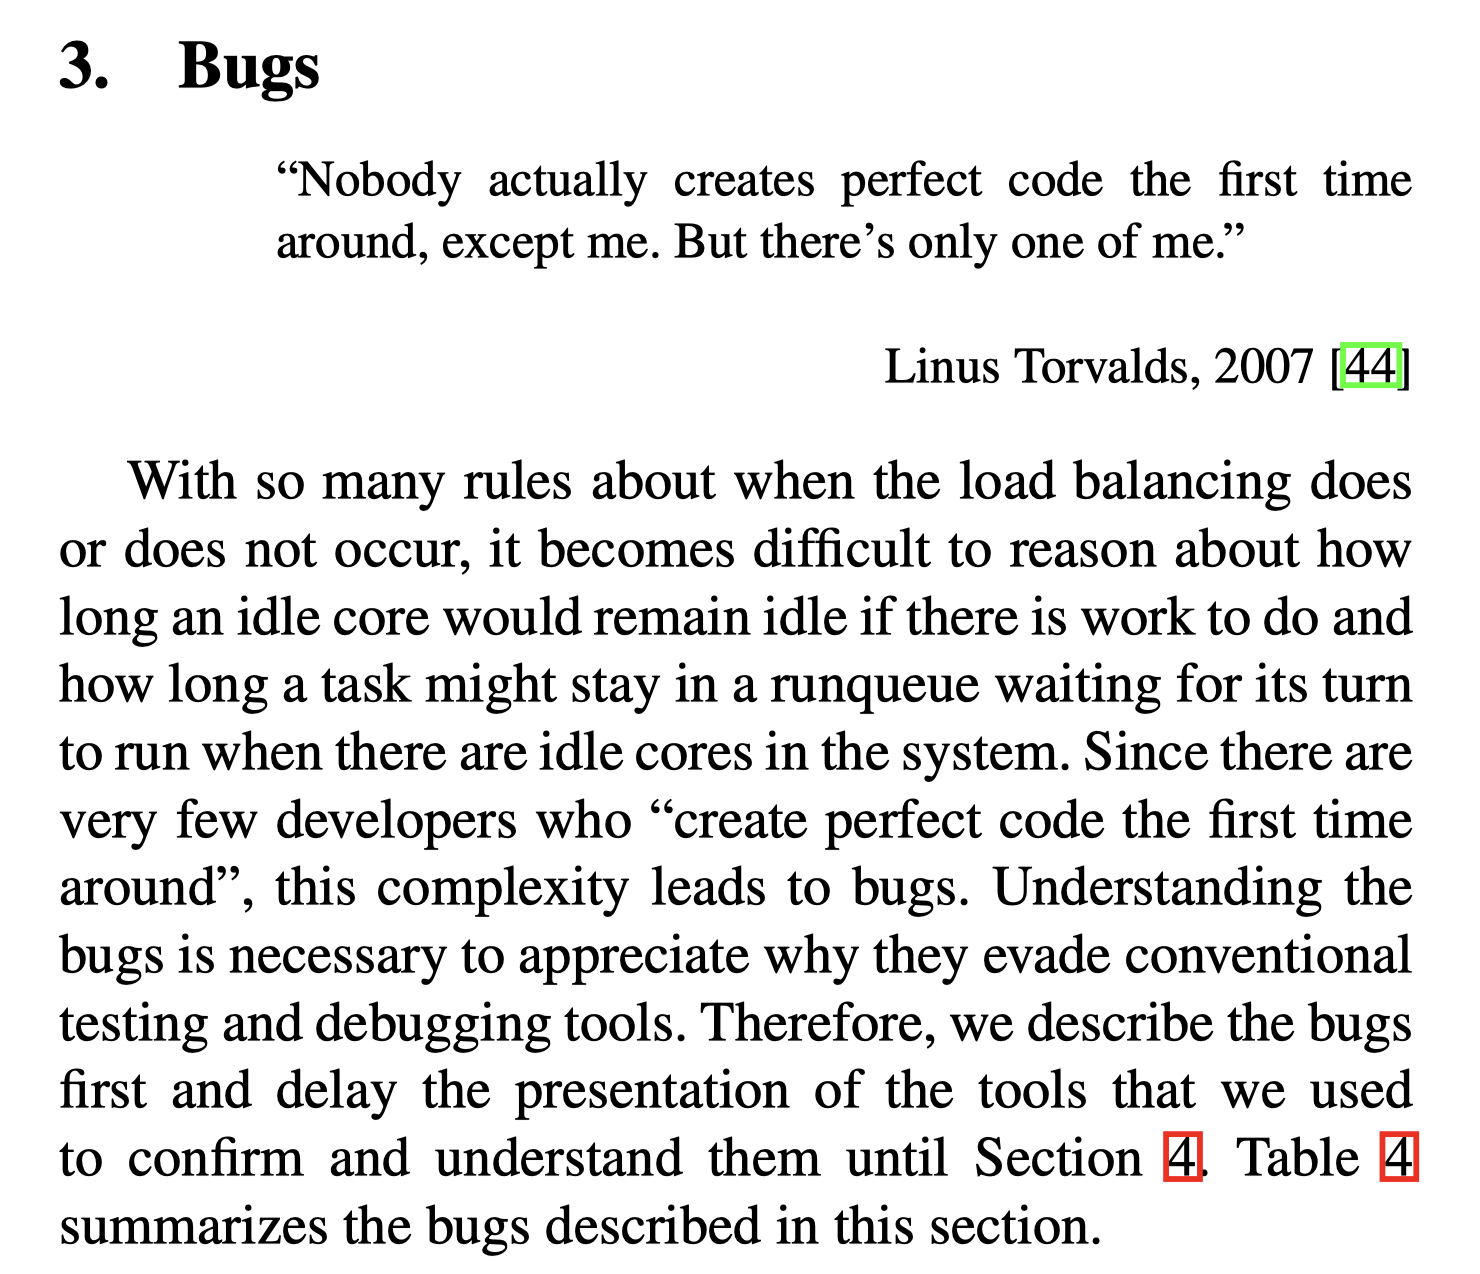 3. Bugs
“Nobody actually creates perfect code the first time
around, except me. But there’s only one of me.”
Linus Torvalds, 2007 [44]
With so many rules about when the load balancing does
or does not occur, it becomes difficult to reason about how
long an idle core would remain idle if there is work to do and
how long a task might stay in a runqueue waiting for its turn
to run when there are idle cores in the system. Since there are
very few developers who “create perfect code the first time
around”, this complexity leads to bugs. Understanding the
bugs is necessary to appreciate why they evade conventional
testing and debugging tools. Therefore, we describe the bugs
first and delay the presentation of the tools that we used
to confirm and understand them until Section 4. Table 4
summarizes the bugs described in this section.